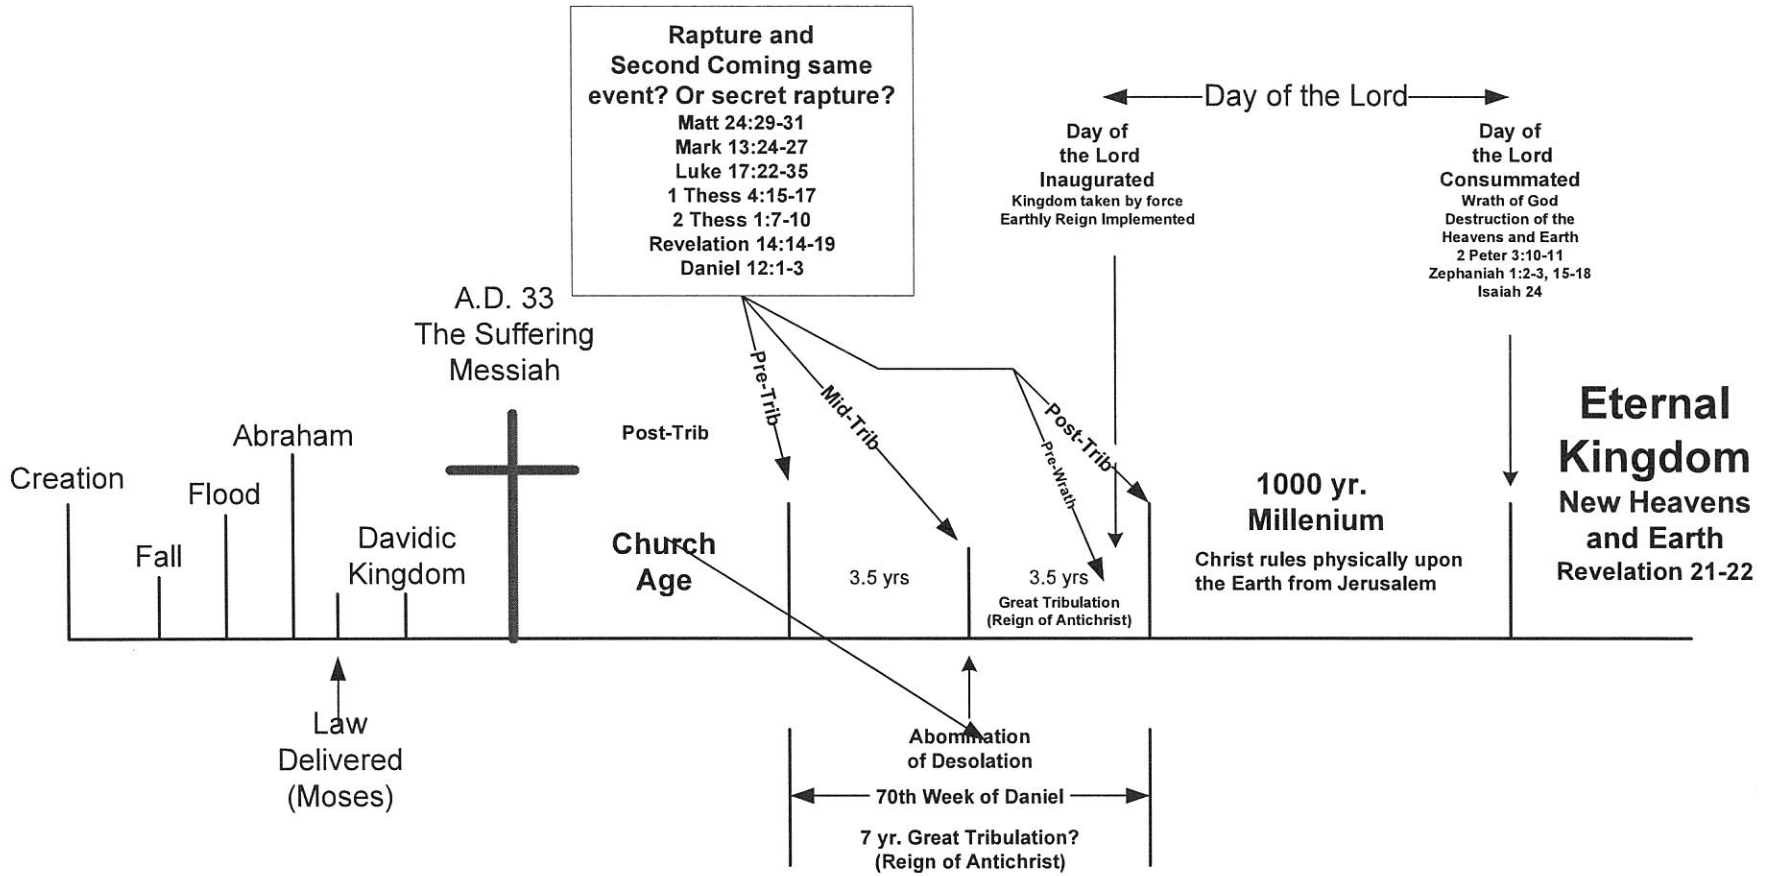 Rapture and
Second Coming same
event? Or secret rapture?
Matt 24:29-31
Mark 13:24-27
Luke 17:22-35
1 Thess 4:15-17
2 Thess 1:7-10
Revelation 14:14-19
Daniel 12:1-3
Day of the Lord
Day of
the Lord
Inaugurated
Kingdom taken by force
Earthly Reign Implemented
Day of
the Lord
Consummated
Wrath of God
Destruction of the
Heavens and Earth
2 Peter 3:10-11
Zephaniah 1:2-3, 15-18
Isaiah 24
A.D. 33
The Suffering
Messiah
Creation
Fall
Flood
Abraham
Davidic
Kingdom
Law
Delivered
(Moses)
Post-Trib
Church
Age
Pre-Trib
Mid-Trib
Pre-Wrath
Post-Trib
3.5 yrs
3.5 yrs
Great Tribulation
(Reign of Antichrist)
1000 yr.
Millenium
Christ rules physically upon
the Earth from Jerusalem
Eternal
Kingdom
New Heavens
and Earth
Revelation 21-22
Abomination
of Desolation
70th Week of Daniel
7 yr. Great Tribulation?
(Reign of Antichrist)